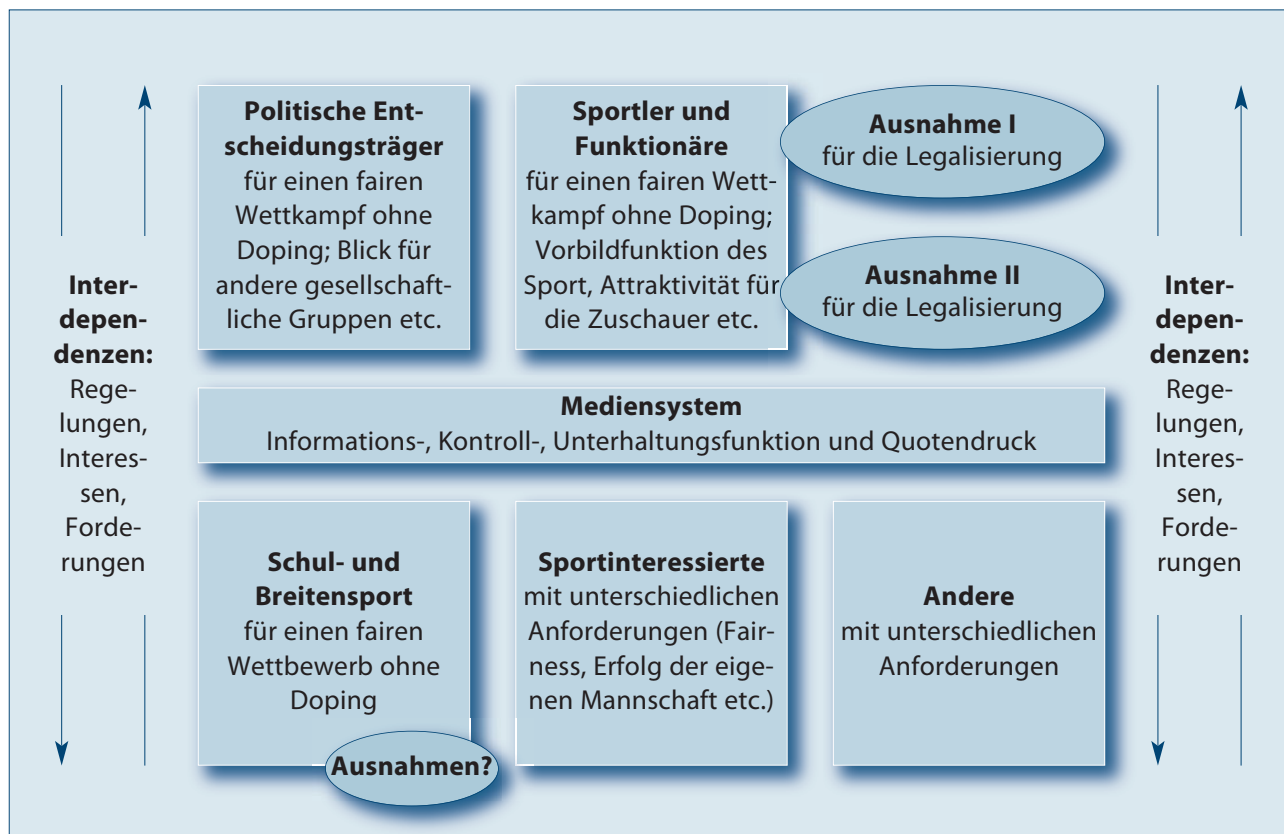 Politische Ent-
scheidungsträger
für einen fairen
Wettkampf ohne
Doping; Blick für
andere gesellschaft-
liche Gruppen etc.
Sportler und
Funktionäre
für einen fairen Wett-
kampf ohne Doping;
Vorbildfunktion des
Sport, Attraktivität für
die Zuschauer etc.
Ausnahme I
für die Legalisierung
Ausnahme II
für die Legalisierung
Inter-
depen-
denzen:
Rege-
lungen,
Interes-
sen,
Forde-
rungen
Mediensystem
Informations-, Kontroll-, Unterhaltungsfunktion und Quotendruck
Inter-
depen-
denzen:
Rege-
lungen,
Interes-
sen,
Forde-
rungen
Schul- und
Breitensport
für einen fairen
Wettbewerb ohne
Doping
Ausnahmen?
Sportinteressierte
mit unterschiedlichen
Anforderungen (Fair-
ness, Erfolg der eige-
nen Mannschaft etc.)
Andere
mit unterschiedlichen
Anforderungen